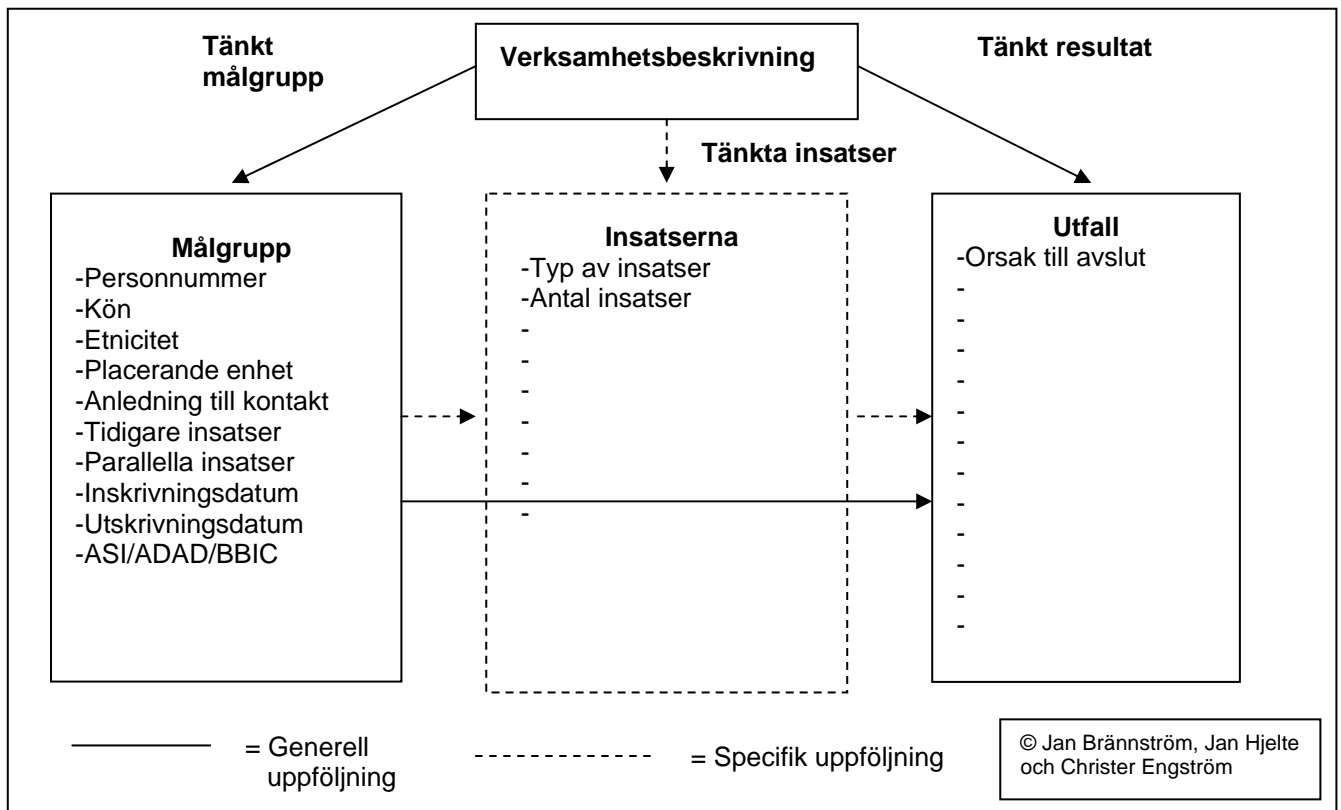 Tänkt
målgrupp
Verksamhetsbeskrivning
Tänkt resultat
Tänkta insatser
Målgrupp
-Personnummer
-Kön
-Etnicitet
-Placerande enhet
-Anledning till kontakt
-Tidigare insatser
-Parallella insatser
-Inskrivningsdatum
-Utskrivningsdatum
-ASI/ADAD/BBIC
Insatserna
-Typ av insatser
-Antal insatser
-
-
-
-
-
-
-
Utfall
-Orsak till avslut
-
-
-
-
-
-
-
-
-
-
-
-
= Generell
uppföljning
= Specifik uppföljning
© Jan Brännström, Jan Hjelte
och Christer Engström